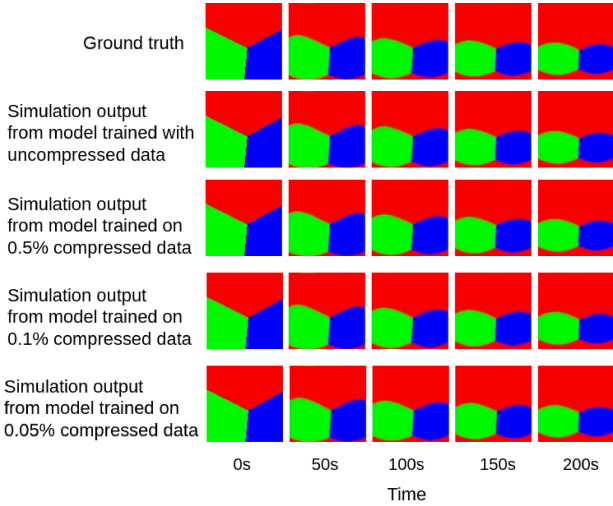 Ground truth
Simulation output
from model trained with
uncompressed data
Simulation output
from model trained on
0.5% compressed data
Simulation output
from model trained on
0.1% compressed data
Simulation output
from model trained on
0.05% compressed data
0s 50s 100s 150s 200s
Time